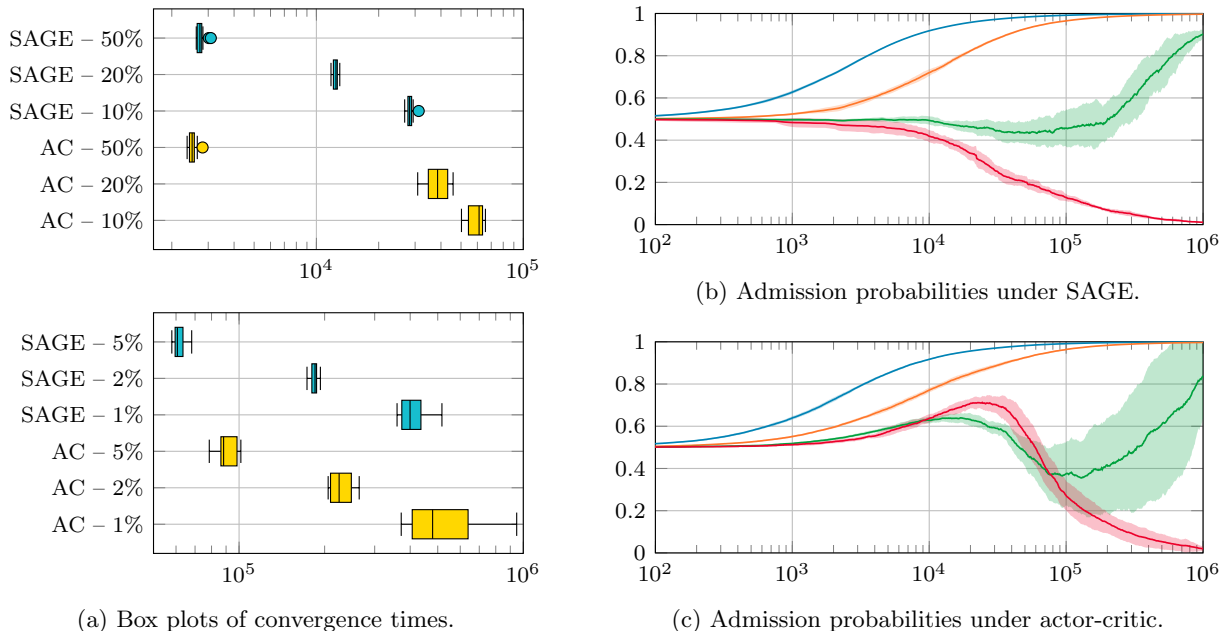 SAGE – 50%
SAGE – 20%
SAGE – 10%
AC – 50%
AC – 20%
AC – 10%
10^4
10^5
SAGE – 5%
SAGE – 2%
SAGE – 1%
AC – 5%
AC – 2%
AC – 1%
10^5
10^6
(a) Box plots of convergence times.
1
0.8
0.6
0.4
0.2
0
10^2
10^3
10^4
10^5
10^6
(b) Admission probabilities under SAGE.
1
0.8
0.6
0.4
0.2
0
10^2
10^3
10^4
10^5
10^6
(c) Admission probabilities under actor-critic.